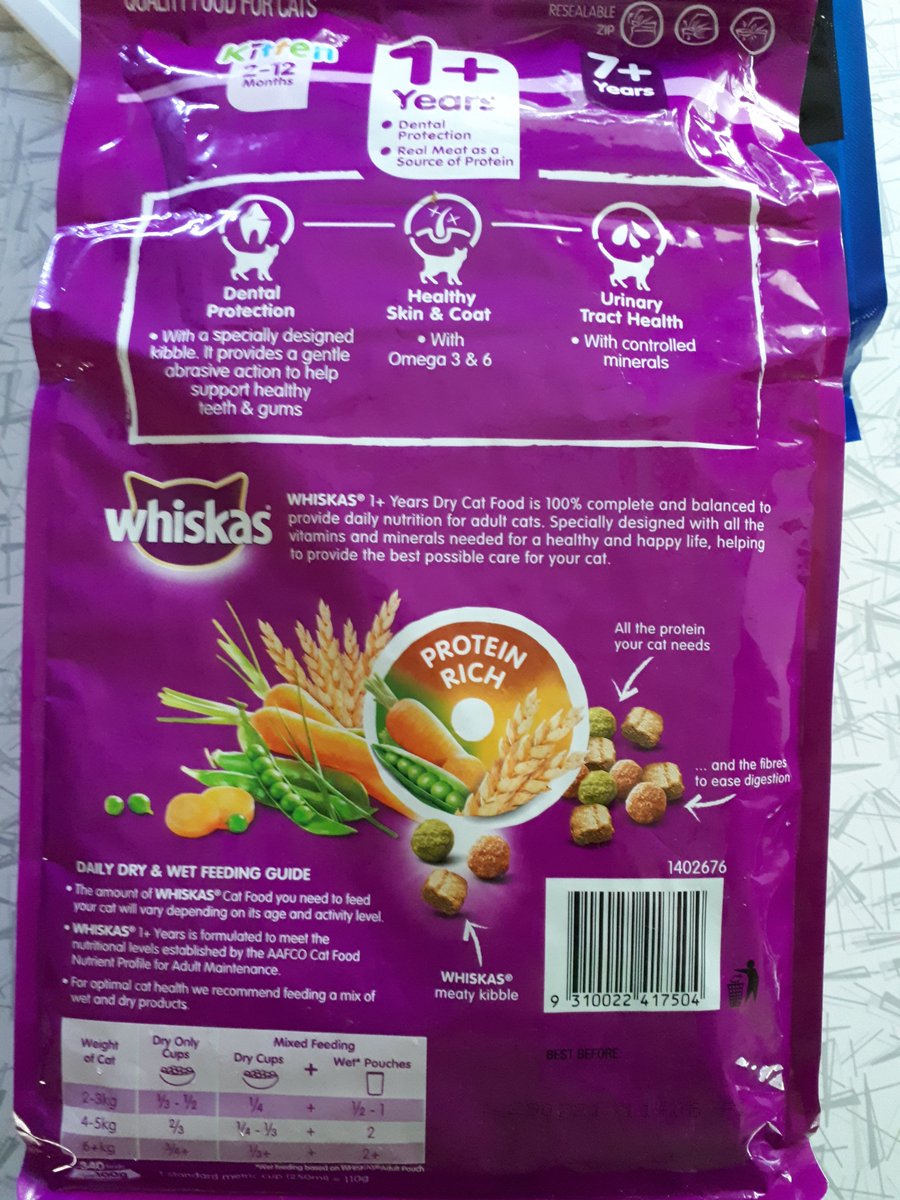 QUALITY FOOD FOR CATS
RESEALABLE
ZIP
Kitten
2-12
Months
1+
Years
• Dental
Protection
• Real Meat as a
Source of Protein
7+
Years
Dental
Protection
• With a specially designed
kibble. It provides a gentle
abrasive action to help
support healthy
teeth & gums
Healthy
Skin & Coat
• With
Omega 3 & 6
Urinary
Tract Health
• With controlled
minerals
whiskas
WHISKAS® 1+ Years Dry Cat Food is 100% complete and balanced to
provide daily nutrition for adult cats. Specially designed with all the
vitamins and minerals needed for a healthy and happy life, helping
to provide the best possible care for your cat.
PROTEIN
RICH
All the protein
your cat needs
... and the fibres
to ease digestion
WHISKAS®
meaty kibble
DAILY DRY & WET FEEDING GUIDE
• The amount of WHISKAS® Cat Food you need to feed
your cat will vary depending on its age and activity level.
• WHISKAS® 1+ Years is formulated to meet the
nutritional levels established by the AAFCO Cat Food
Nutrient Profile for Adult Maintenance.
• For optimal cat health we recommend feeding a mix of
wet and dry products.
1402676
9 310022 417504
BEST BEFORE:
Weight of Cat Dry Only Cups Mixed Feeding
Dry Cups + Wet* Pouches
2-3kg ⅓ - ½ ¼ + ½ - 1
4-5kg ⅔ ¼ - ⅓ + 2
6+kg ¾+ ⅓+ + 2+
*Wet feeding based on WHISKAS® Adult Pouch
340
100g
1 standard metric cup (250ml) = 110g